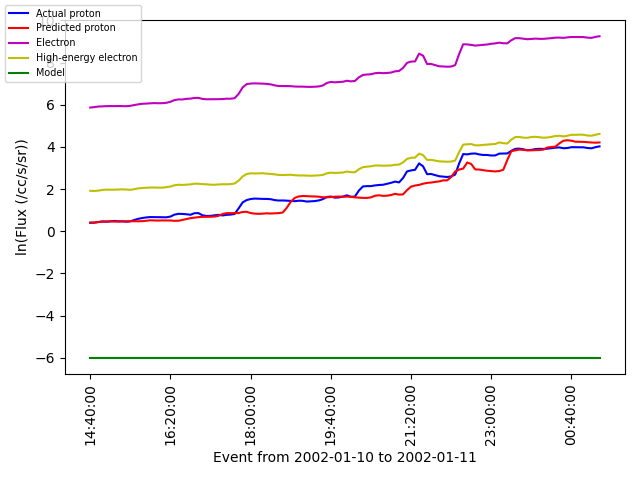 Actual proton
Predicted proton
Electron
High-energy electron
Model
6
4
2
0
−2
−4
−6
ln(Flux (/cc/s/sr))
14:40:00
16:20:00
18:00:00
19:40:00
21:20:00
23:00:00
00:40:00
Event from 2002-01-10 to 2002-01-11